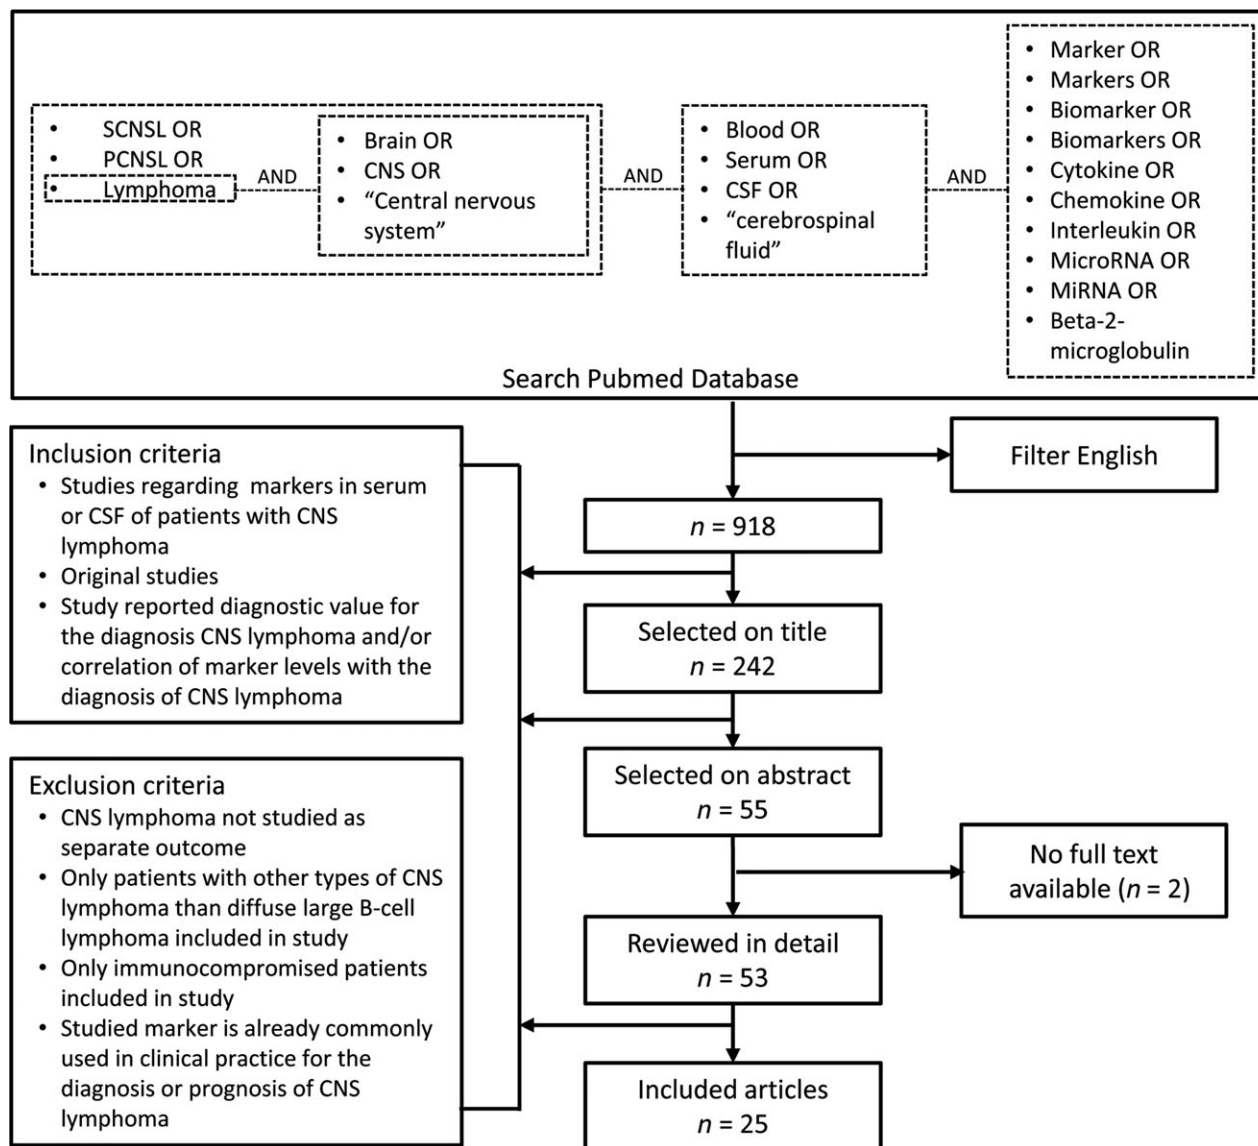 • SCNSL OR
• PCNSL OR
• Lymphoma
AND
• Brain OR
• CNS OR
• “Central nervous
system”
AND
• Blood OR
• Serum OR
• CSF OR
• “cerebrospinal
fluid”
AND
• Marker OR
• Markers OR
• Biomarker OR
• Biomarkers OR
• Cytokine OR
• Chemokine OR
• Interleukin OR
• MicroRNA OR
• MiRNA OR
• Beta-2-
microglobulin
Search Pubmed Database
Filter English
n = 918
Inclusion criteria
• Studies regarding markers in serum
or CSF of patients with CNS
lymphoma
• Original studies
• Study reported diagnostic value for
the diagnosis CNS lymphoma and/or
correlation of marker levels with the
diagnosis of CNS lymphoma
Selected on title
n = 242
Selected on abstract
n = 55
No full text
available (n = 2)
Exclusion criteria
• CNS lymphoma not studied as
separate outcome
• Only patients with other types of CNS
lymphoma than diffuse large B-cell
lymphoma included in study
• Only immunocompromised patients
included in study
• Studied marker is already commonly
used in clinical practice for the
diagnosis or prognosis of CNS
lymphoma
Reviewed in detail
n = 53
Included articles
n = 25